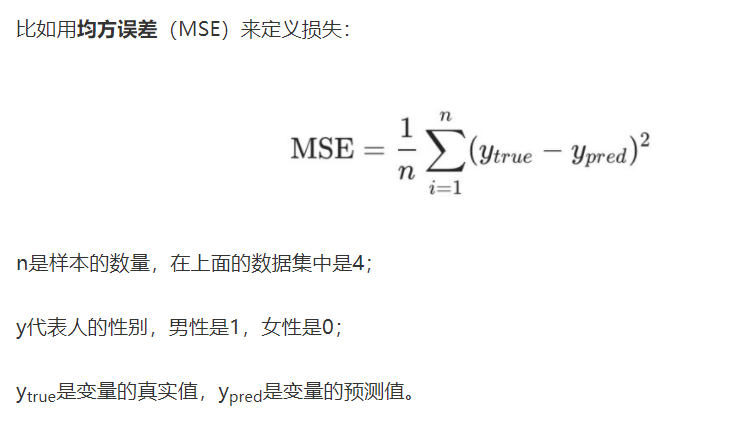 比如用均方误差（MSE）来定义损失：
MSE = \frac{1}{n} \sum_{i=1}^{n} (y_{true} - y_{pred})^2
n是样本的数量，在上面的数据集中是4；
y代表人的性别，男性是1，女性是0；
y_{true}是变量的真实值，y_{pred}是变量的预测值。